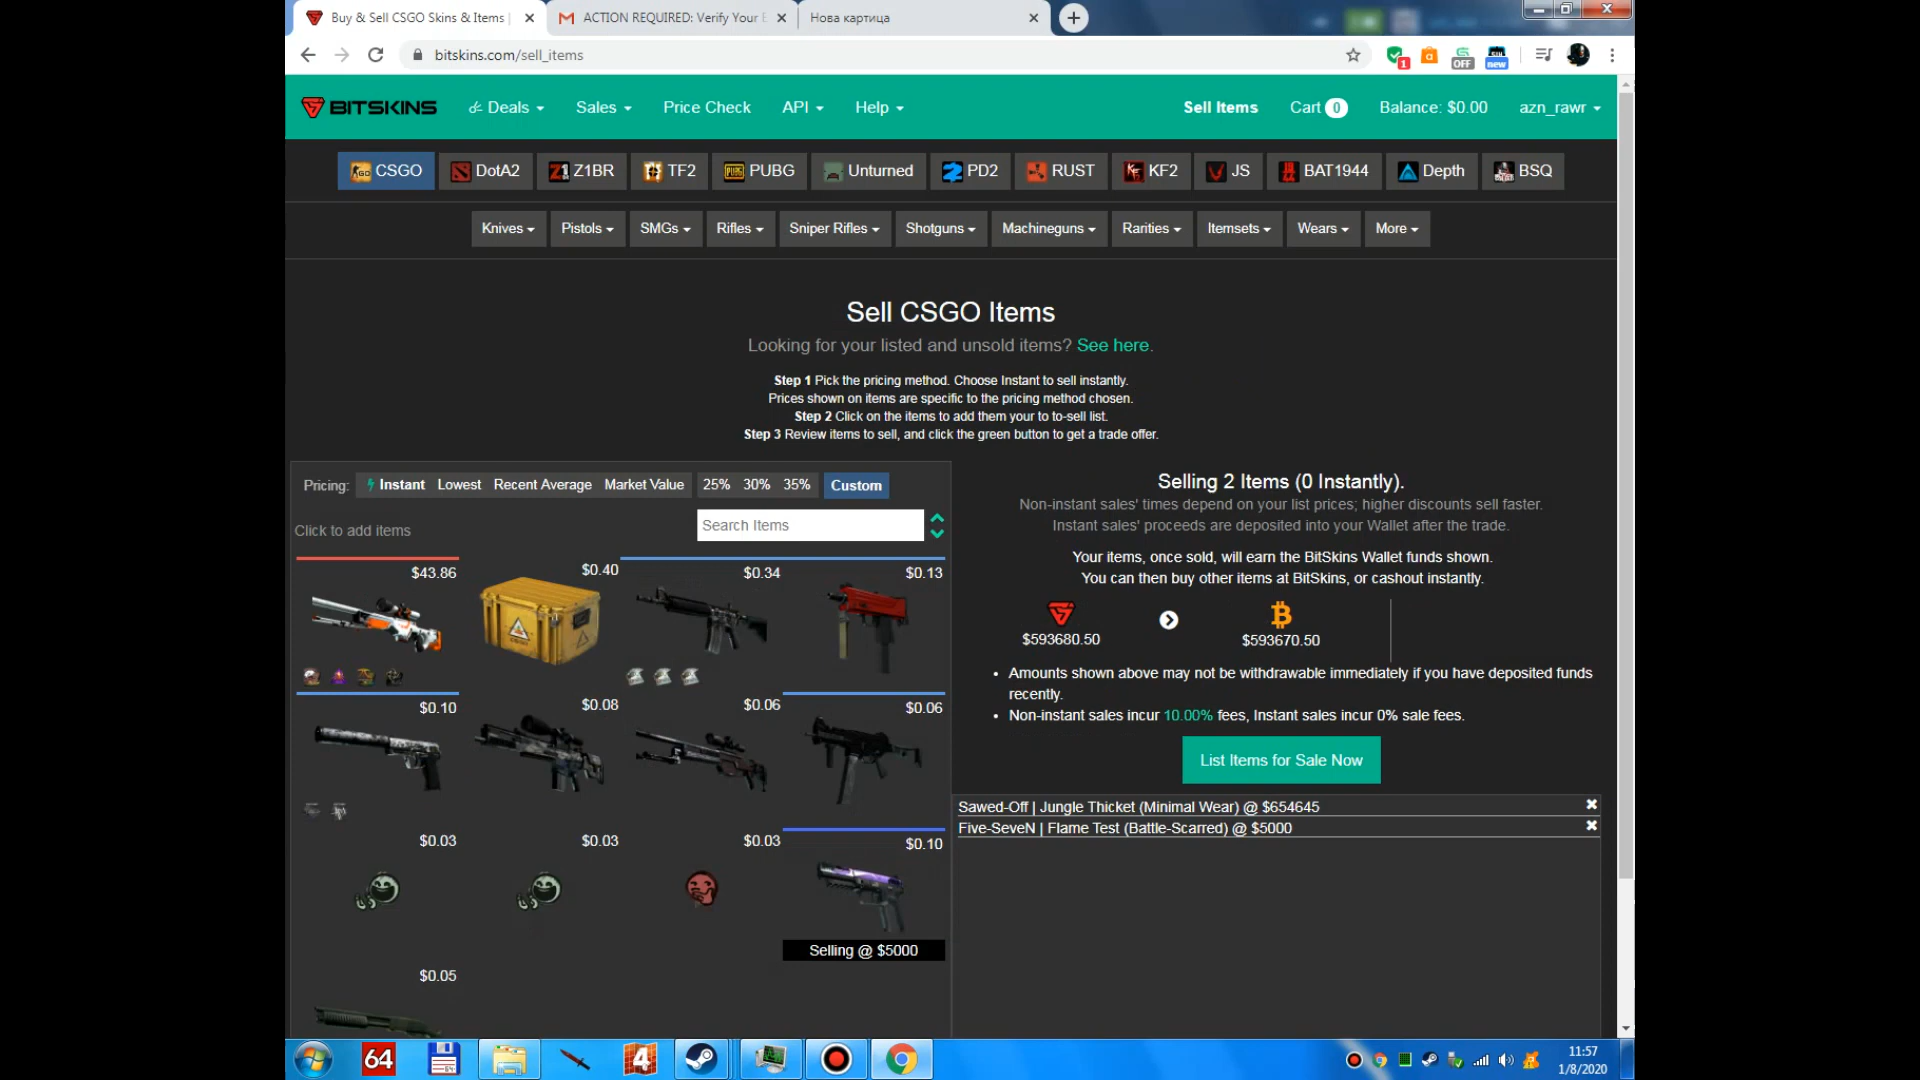 Buy & Sell CSGO Skins & Items |
ACTION REQUIRED: Verify Your E
Нова картица
bitskins.com/sell_items
1
a
OFF
new
BITSKINS
Deals
Sales
Price Check
API
Help
Sell Items
Cart 0
Balance: $0.00
azn_rawr
CSGO
DotA2
Z1BR
TF2
PUBG
Unturned
PD2
RUST
KF2
JS
BAT1944
Depth
BSQ
Knives
Pistols
SMGs
Rifles
Sniper Rifles
Shotguns
Machineguns
Rarities
Itemsets
Wears
More
Sell CSGO Items
Looking for your listed and unsold items? See here.
Step 1 Pick the pricing method. Choose Instant to sell instantly.
Prices shown on items are specific to the pricing method chosen.
Step 2 Click on the items to add them your to to-sell list.
Step 3 Review items to sell, and click the green button to get a trade offer.
Pricing: Instant Lowest Recent Average Market Value 25% 30% 35% Custom
Click to add items
Search Items
$43.86
$0.40
$0.34
$0.13
$0.10
$0.08
$0.06
$0.06
$0.03
$0.03
$0.03
$0.10
Selling @ $5000
$0.05
Selling 2 Items (0 Instantly).
Non-instant sales' times depend on your list prices; higher discounts sell faster.
Instant sales' proceeds are deposited into your Wallet after the trade.
Your items, once sold, will earn the BitSkins Wallet funds shown.
You can then buy other items at BitSkins, or cashout instantly.
$593680.50
$593670.50
Amounts shown above may not be withdrawable immediately if you have deposited funds
recently.
Non-instant sales incur 10.00% fees, Instant sales incur 0% sale fees.
List Items for Sale Now
Sawed-Off | Jungle Thicket (Minimal Wear) @ $654645
Five-SeveN | Flame Test (Battle-Scarred) @ $5000
64
4
11:57
1/8/2020